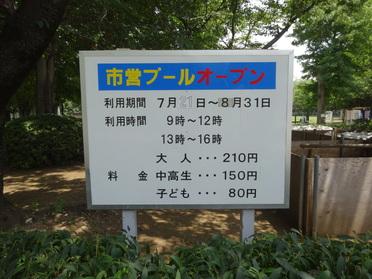 市営プールオープン
利用期間 7月21日～8月31日
利用時間 9時～12時
13時～16時
大人・・・210円
料金 中高生・・・150円
子ども・・・80円